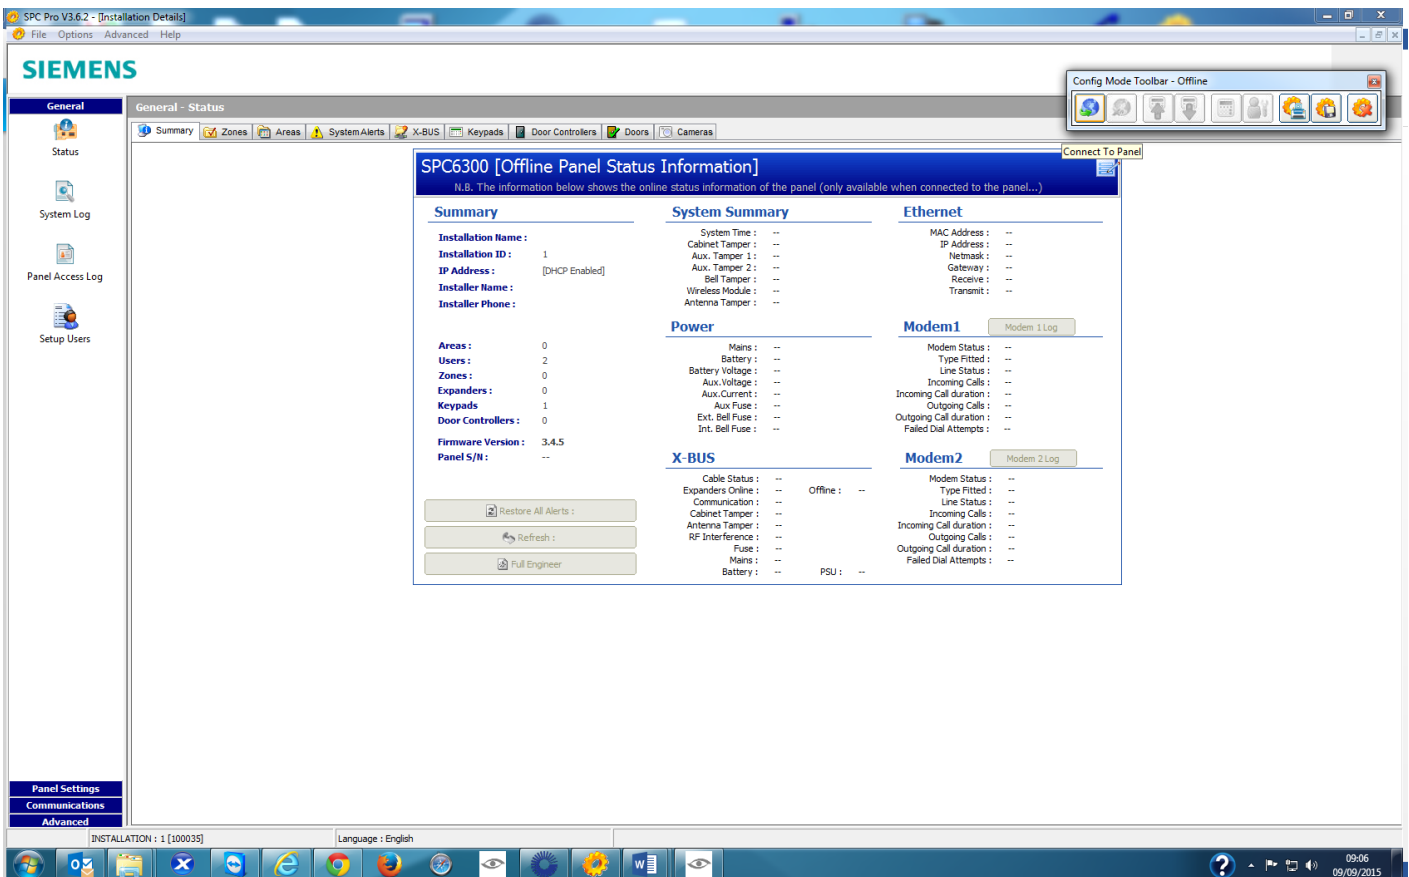 SPC Pro V3.6.2 - [Installation Details]
File Options Advanced Help
SIEMENS
Config Mode Toolbar - Offline
Connect To Panel
General
Status
System Log
Panel Access Log
Setup Users
Panel Settings
Communications
Advanced
General - Status
Summary Zones Areas System Alerts X-BUS Keypads Door Controllers Doors Cameras
SPC6300 [Offline Panel Status Information]
N.B. The information below shows the online status information of the panel (only available when connected to the panel...)
Summary
Installation Name :
Installation ID : 1
IP Address : [DHCP Enabled]
Installer Name :
Installer Phone :
Areas : 0
Users : 2
Zones : 0
Expanders : 0
Keypads 1
Door Controllers : 0
Firmware Version : 3.4.5
Panel S/N : --
Restore All Alerts :
Refresh :
Full Engineer
System Summary
System Time : --
Cabinet Tamper : --
Aux. Tamper 1 : --
Aux. Tamper 2 : --
Bell Tamper : --
Wireless Module : --
Antenna Tamper : --
Power
Mains : --
Battery : --
Battery Voltage : --
Aux.Voltage : --
Aux.Current : --
Aux Fuse : --
Ext. Bell Fuse : --
Int. Bell Fuse : --
X-BUS
Cable Status : --
Expanders Online : -- Offline : --
Communication : --
Cabinet Tamper : --
Antenna Tamper : --
RF Interference : --
Fuse : --
Mains : --
Battery : -- PSU : --
Ethernet
MAC Address : --
IP Address : --
Netmask : --
Gateway : --
Receive : --
Transmit : --
Modem1 Modem 1 Log
Modem Status : --
Type Fitted : --
Line Status : --
Incoming Calls : --
Incoming Call duration : --
Outgoing Calls : --
Outgoing Call duration : --
Failed Dial Attempts : --
Modem2 Modem 2 Log
Modem Status : --
Type Fitted : --
Line Status : --
Incoming Calls : --
Incoming Call duration : --
Outgoing Calls : --
Outgoing Call duration : --
Failed Dial Attempts : --
INSTALLATION : 1 [100035] Language : English
09:06
09/09/2015